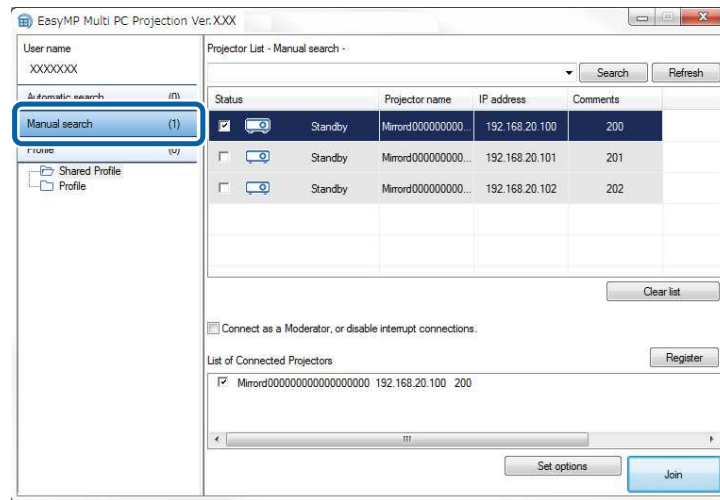 EasyMP Multi PC Projection Ver.XXX
User name
XXXXXXX
Automatic search (0)
Manual search (1)
Profile (0)
Shared Profile
Profile
Projector List - Manual search -
Search Refresh
Status Projector name IP address Comments
Standby Mirrord000000000... 192.168.20.100 200
Standby Mirrord000000000... 192.168.20.101 201
Standby Mirrord000000000... 192.168.20.102 202
Clear list
Connect as a Moderator, or disable interrupt connections.
List of Connected Projectors Register
Mirrord000000000000000000 192.168.20.100 200
Set options Join